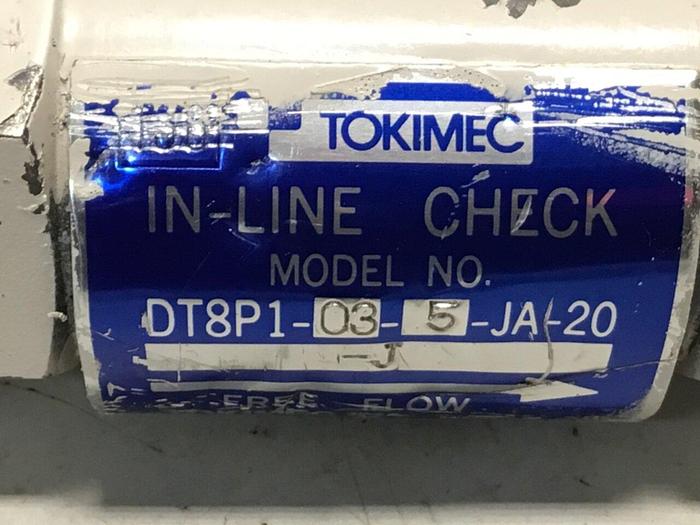 TOKIMEC
IN-LINE CHECK
MODEL NO.
DT8P1-03-5-JA-20
-J
FREE FLOW